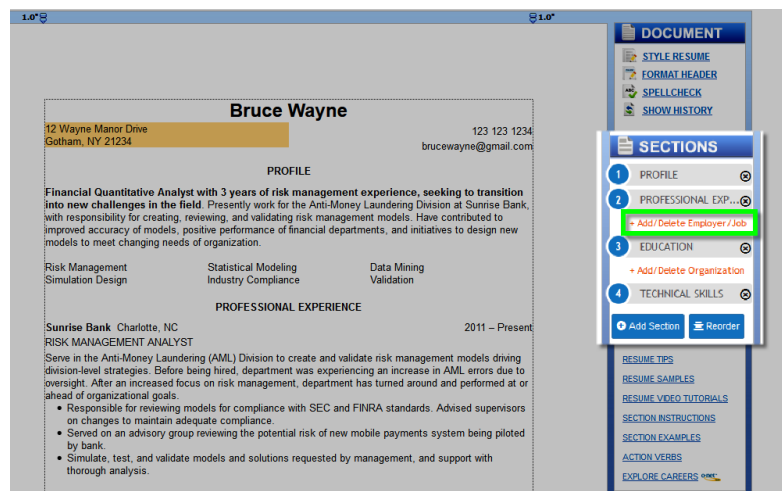 1.0"
1.0"
Bruce Wayne
12 Wayne Manor Drive
Gotham, NY 21234
123 123 1234
brucewayne@gmail.com
PROFILE
Financial Quantitative Analyst with 3 years of risk management experience, seeking to transition
into new challenges in the field. Presently work for the Anti-Money Laundering Division at Sunrise Bank,
with responsibility for creating, reviewing, and validating risk management models. Have contributed to
improved accuracy of models, positive performance of financial departments, and initiatives to design new
models to meet changing needs of organization.
Risk Management Statistical Modeling Data Mining
Simulation Design Industry Compliance Validation
PROFESSIONAL EXPERIENCE
Sunrise Bank Charlotte, NC 2011 – Present
RISK MANAGEMENT ANALYST
Serve in the Anti-Money Laundering (AML) Division to create and validate risk management models driving
division-level strategies. Before being hired, department was experiencing an increase in AML errors due to
oversight. After an increased focus on risk management, department has turned around and performed at or
ahead of organizational goals.
• Responsible for reviewing models for compliance with SEC and FINRA standards. Advised supervisors
on changes to maintain adequate compliance.
• Served on an advisory group reviewing the potential risk of new mobile payments system being piloted
by bank.
• Simulate, test, and validate models and solutions requested by management, and support with
thorough analysis.
DOCUMENT
STYLE RESUME
FORMAT HEADER
SPELLCHECK
SHOW HISTORY
SECTIONS
1 PROFILE
2 PROFESSIONAL EXP...
+ Add/Delete Employer/Job
3 EDUCATION
+ Add/Delete Organization
4 TECHNICAL SKILLS
Add Section Reorder
RESUME TIPS
RESUME SAMPLES
RESUME VIDEO TUTORIALS
SECTION INSTRUCTIONS
SECTION EXAMPLES
ACTION VERBS
EXPLORE CAREERS